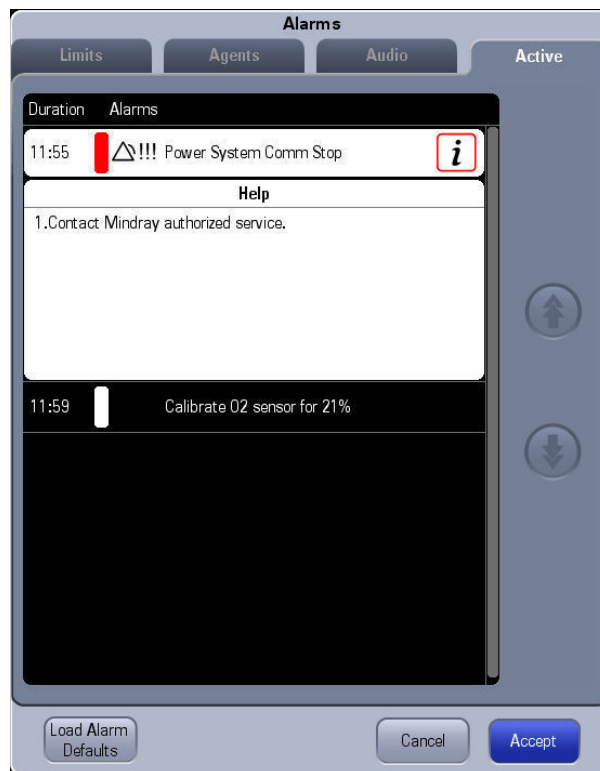 Alarms
Limits Agents Audio Active
Duration Alarms
11:55 !!! Power System Comm Stop i
Help
1.Contact Mindray authorized service.
11:59 Calibrate O2 sensor for 21%
Load Alarm
Defaults
Cancel Accept